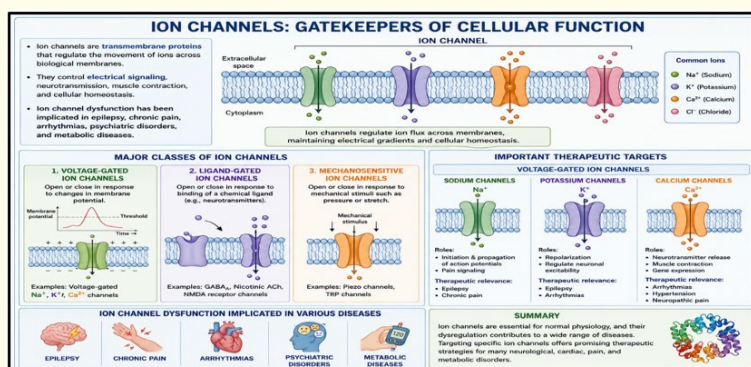 ION CHANNELS: GATEKEEPERS OF CELLULAR FUNCTION
• Ion channels are transmembrane proteins
that regulate the movement of ions across
biological membranes.
• They control electrical signaling,
neurotransmission, muscle contraction,
and cellular homeostasis.
• Ion channel dysfunction has been
implicated in epilepsy, chronic pain,
arrhythmias, psychiatric disorders,
and metabolic diseases.
ION CHANNEL
Extracellular
space
Cytoplasm
Ion channels regulate ion flux across membranes,
maintaining electrical gradients and cellular homeostasis.
Common Ions
Na⁺ (Sodium)
K⁺ (Potassium)
Ca²⁺ (Calcium)
Cl⁻ (Chloride)
MAJOR CLASSES OF ION CHANNELS
1. VOLTAGE-GATED
ION CHANNELS
Open or close in response
to changes in membrane
potential.
Membrane
potential
Threshold
Time
Examples: Voltage-gated
Na⁺, K⁺, Ca²⁺ channels
2. LIGAND-GATED
ION CHANNELS
Open or close in response to
binding of a chemical ligand
(e.g., neurotransmitters).
Examples: GABAₐ, Nicotinic ACh,
NMDA receptor channels
3. MECHANOSENSITIVE
ION CHANNELS
Open or close in response to
mechanical stimuli such as
pressure or stretch.
Mechanical
stimulus
Examples: Piezo channels,
TRP channels
IMPORTANT THERAPEUTIC TARGETS
VOLTAGE-GATED ION CHANNELS
SODIUM CHANNELS
Na⁺
Roles:
• Initiation & propagation
of action potentials
• Pain signaling
Therapeutic relevance:
• Epilepsy
• Chronic pain
POTASSIUM CHANNELS
K⁺
Roles:
• Repolarization
• Regulate neuronal
excitability
Therapeutic relevance:
• Epilepsy
• Arrhythmias
CALCIUM CHANNELS
Ca²⁺
Roles:
• Neurotransmitter release
• Muscle contraction
• Gene expression
Therapeutic relevance:
• Arrhythmias
• Hypertension
• Neuropathic pain
ION CHANNEL DYSFUNCTION IMPLICATED IN VARIOUS DISEASES
EPILEPSY
CHRONIC PAIN
ARRHYTHMIAS
PSYCHIATRIC
DISORDERS
METABOLIC
DISEASES
SUMMARY
Ion channels are essential for normal physiology, and their
dysregulation contributes to a wide range of diseases.
Targeting specific ion channels offers promising therapeutic
strategies for many neurological, cardiac, pain, and
metabolic disorders.